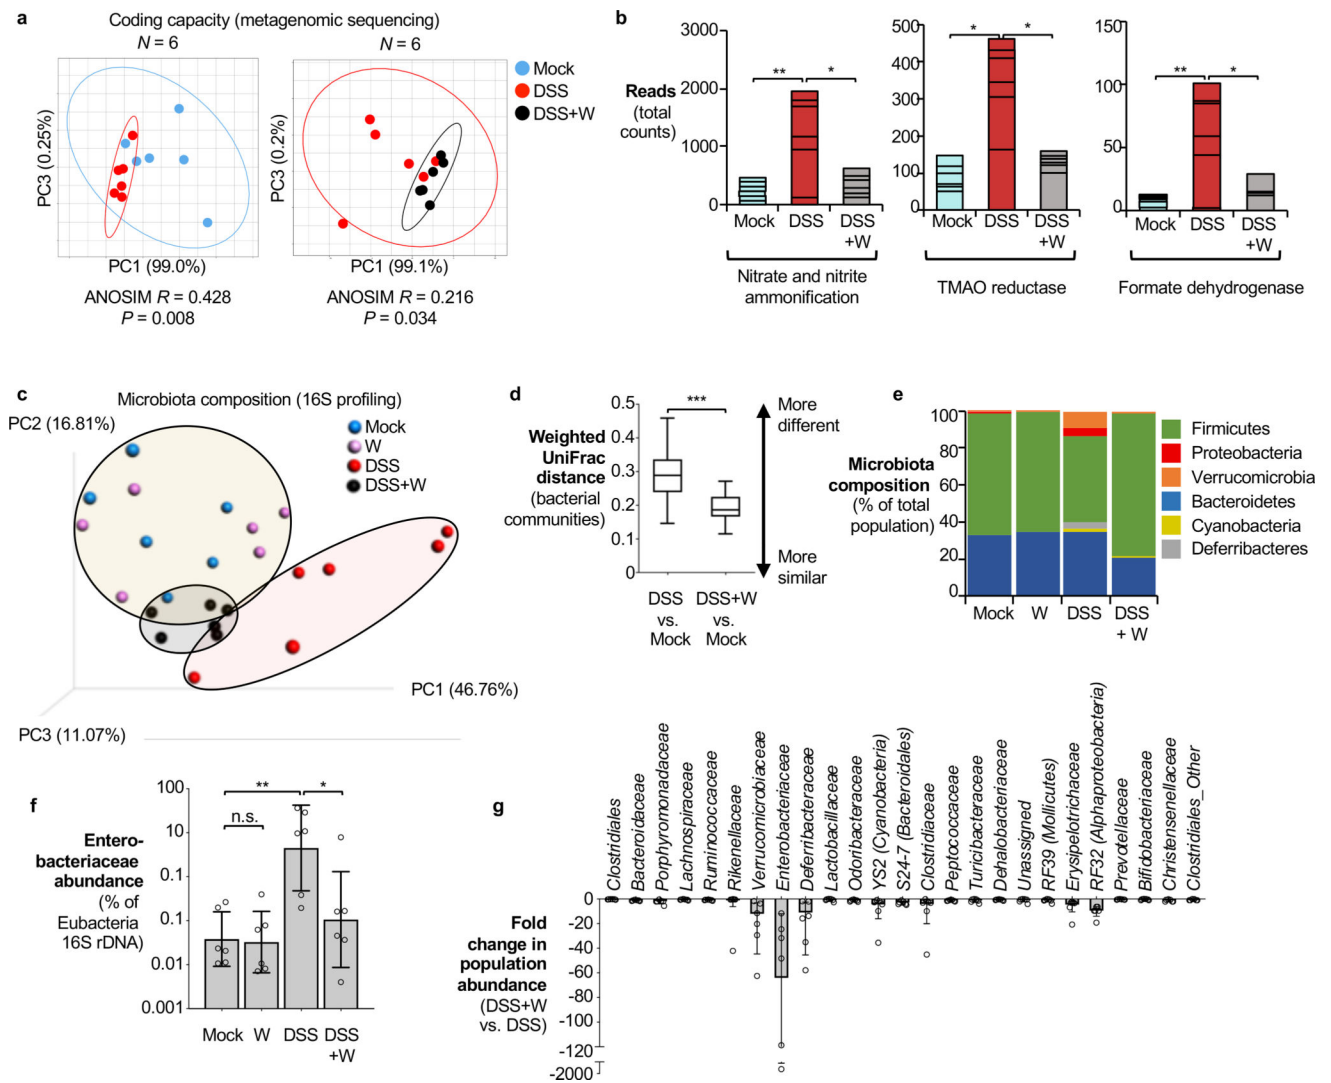 a
Coding capacity (metagenomic sequencing)
N = 6
N = 6
Mock
DSS
DSS+W
PC3 (0.25%)
PC3 (0.2%)
PC1 (99.0%)
PC1 (99.1%)
ANOSIM R = 0.428
P = 0.008
ANOSIM R = 0.216
P = 0.034
b
Reads
(total
counts)
3000
2000
1000
0
**
*
Mock
DSS
DSS
+W
Nitrate and nitrite
ammonification
500
400
300
200
100
0
*
*
Mock
DSS
DSS
+W
TMAO reductase
150
100
50
0
**
*
Mock
DSS
DSS
+W
Formate dehydrogenase
c
Microbiota composition (16S profiling)
PC2 (16.81%)
Mock
W
DSS
DSS+W
PC1 (46.76%)
PC3 (11.07%)
d
Weighted
UniFrac
distance
(bacterial
communities)
0.5
0.4
0.3
0.2
0.1
0
***
More
different
More
similar
DSS
vs.
Mock
DSS+W
vs.
Mock
e
Microbiota
composition
(% of total
population)
100
80
60
40
20
0
Mock
W
DSS
DSS
+ W
Firmicutes
Proteobacteria
Verrucomicrobia
Bacteroidetes
Cyanobacteria
Deferribacteres
f
Entero-
bacteriaceae
abundance
(% of
Eubacteria
16S rDNA)
100
10
0.1
0.1
0.01
0.001
**
*
n.s.
Mock
W
DSS
DSS
+W
g
Clostridiales
Bacteroidaceae
Porphyromonadaceae
Lachnospiraceae
Ruminococcaceae
Rikenellaceae
Verrucomicrobiaceae
Enterobacteriaceae
Deferribacteraceae
Lactobacillaceae
Odoribacteraceae
YS2 (Cyanobacteria)
S24-7 (Bacteroidales)
Clostridiaceae
Peptococcaceae
Turicibacteraceae
Dehalobacteriaceae
Unassigned
RF39 (Mollicutes)
Erysipelotrichaceae
RF32 (Alphaproteobacteria)
Prevotellaceae
Bifidobacteriaceae
Christensenellaceae
Clostridiales_Other
Fold
change in
population
abundance
(DSS+W
vs. DSS)
0
-20
-40
-60
-80
-100
-120
-2000